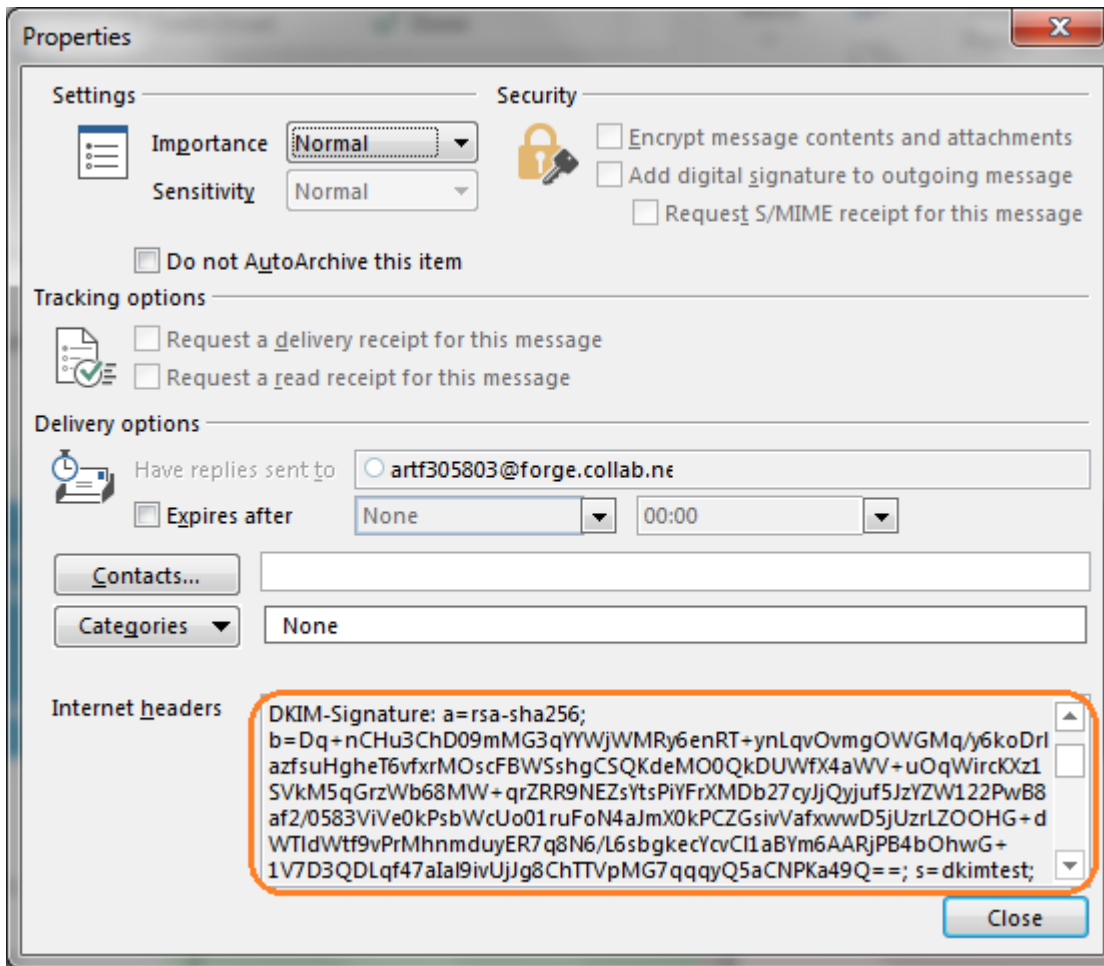 Properties
Settings
Security
Importance Normal
Encrypt message contents and attachments
Sensitivity Normal
Add digital signature to outgoing message
Request S/MIME receipt for this message
Do not AutoArchive this item
Tracking options
Request a delivery receipt for this message
Request a read receipt for this message
Delivery options
Have replies sent to artf305803@forge.collab.ne
Expires after None 00:00
Contacts...
Categories None
Internet headers
DKIM-Signature: a=rsa-sha256;
b=Dq+nCHu3ChD09mMG3qYYWjWMRy6enRT+ynLqvOvmgOWGMq/y6koDrI
azfsuHgheT6vfxrMOscFBWSshgCSQKdeMO0QkDUWfX4aWV+uOqWircKXz1
SVkM5qGrzWb68MW+qrZRR9NEZsYtsPiYFrXMDb27cyJjQyjuf5JzYZW122PwB8
af2/0583ViVe0kPsbWcUo01ruFoN4aJmX0kPCZGsivVafxwwD5jUzrLZOOHG+d
WTIdWtf9vPrMhnmduyER7q8N6/L6sbgkecYcvCl1aBYm6AARjPB4bOhwG+
1V7D3QDLqf47aIaI9ivUjJg8ChTTVpMG7qqqyQ5aCNPKa49Q==; s=dkimtest;
Close